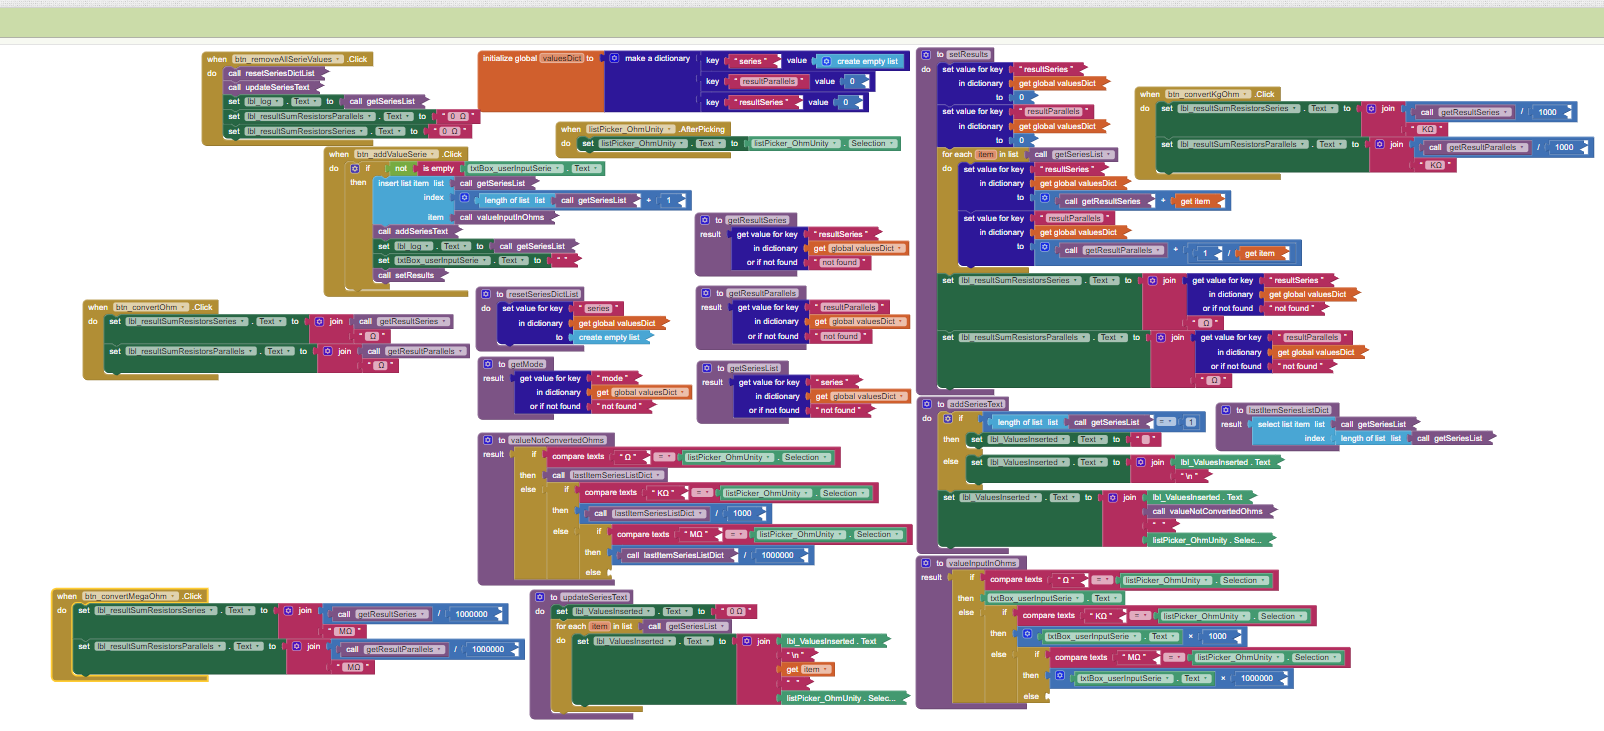 when btn_removeAllSerieValues .Click
do call resetSeriesDictList
call updateSeriesText
set lbl_log . Text to call getSeriesList
set lbl_resultSumResistorsParallels . Text to " 0 Ω "
set lbl_resultSumResistorsSeries . Text to " 0 Ω "
initialize global valuesDict to make a dictionary key " series " value create empty list
key " resultParallels " value 0
key " resultSeries " value 0
when listPicker_OhmUnity .AfterPicking
do set listPicker_OhmUnity . Text to listPicker_OhmUnity . Selection
when btn_addValueSerie .Click
do if not is empty txtBox_userInputSerie . Text
then insert list item list call getSeriesList
index length of list list call getSeriesList + 1
item call valueInputInOhms
call addSeriesText
set lbl_log . Text to call getSeriesList
set txtBox_userInputSerie . Text to " "
call setResults
when btn_convertOhm .Click
do set lbl_resultSumResistorsSeries . Text to join call getResultSeries
" Ω "
set lbl_resultSumResistorsParallels . Text to join call getResultParallels
" Ω "
when btn_convertMegaOhm .Click
do set lbl_resultSumResistorsSeries . Text to join call getResultSeries / 1000000
" MΩ "
set lbl_resultSumResistorsParallels . Text to join call getResultParallels / 1000000
" MΩ "
to resetSeriesDictList
do set value for key " series "
in dictionary get global valuesDict
to create empty list
to getMode
result get value for key " mode "
in dictionary get global valuesDict
or if not found " not found "
to getResultSeries
result get value for key " resultSeries "
in dictionary get global valuesDict
or if not found " not found "
to getResultParallels
result get value for key " resultParallels "
in dictionary get global valuesDict
or if not found " not found "
to getSeriesList
result get value for key " series "
in dictionary get global valuesDict
or if not found " not found "
to valueNotConvertedOhms
result if compare texts " Ω " = listPicker_OhmUnity . Selection
then call lastItemSeriesListDict
else if compare texts " KΩ " = listPicker_OhmUnity . Selection
then call lastItemSeriesListDict / 1000
else if compare texts " MΩ " = listPicker_OhmUnity . Selection
then call lastItemSeriesListDict / 1000000
else
to updateSeriesText
do set lbl_ValuesInserted . Text to " 0 Ω "
for each item in list call getSeriesList
do set lbl_ValuesInserted . Text to join lbl_ValuesInserted . Text
" \n "
get item
" "
listPicker_OhmUnity . Selec...
to setResults
do set value for key " resultSeries "
in dictionary get global valuesDict
to 0
set value for key " resultParallels "
in dictionary get global valuesDict
to 0
for each item in list call getSeriesList
do set value for key " resultSeries "
in dictionary get global valuesDict
to call getResultSeries + get item
set value for key " resultParallels "
in dictionary get global valuesDict
to call getResultParallels + 1 / get item
set lbl_resultSumResistorsSeries . Text to join get value for key " resultSeries "
in dictionary get global valuesDict
or if not found " not found "
" Ω "
set lbl_resultSumResistorsParallels . Text to join get value for key " resultParallels "
in dictionary get global valuesDict
or if not found " not found "
" Ω "
when btn_convertKgOhm .Click
do set lbl_resultSumResistorsSeries . Text to join call getResultSeries / 1000
" KΩ "
set lbl_resultSumResistorsParallels . Text to join call getResultParallels / 1000
" KΩ "
to addSeriesText
do if length of list list call getSeriesList = 1
then set lbl_ValuesInserted . Text to " "
else set lbl_ValuesInserted . Text to join lbl_ValuesInserted . Text
" \n "
set lbl_ValuesInserted . Text to join lbl_ValuesInserted . Text
call valueNotConvertedOhms
" "
listPicker_OhmUnity . Selec...
to lastItemSeriesListDict
result select list item list call getSeriesList
index length of list list call getSeriesList
to valueInputInOhms
result if compare texts " Ω " = listPicker_OhmUnity . Selection
then txtBox_userInputSerie . Text
else if compare texts " KΩ " = listPicker_OhmUnity . Selection
then txtBox_userInputSerie . Text × 1000
else if compare texts " MΩ " = listPicker_OhmUnity . Selection
then txtBox_userInputSerie . Text × 1000000
else